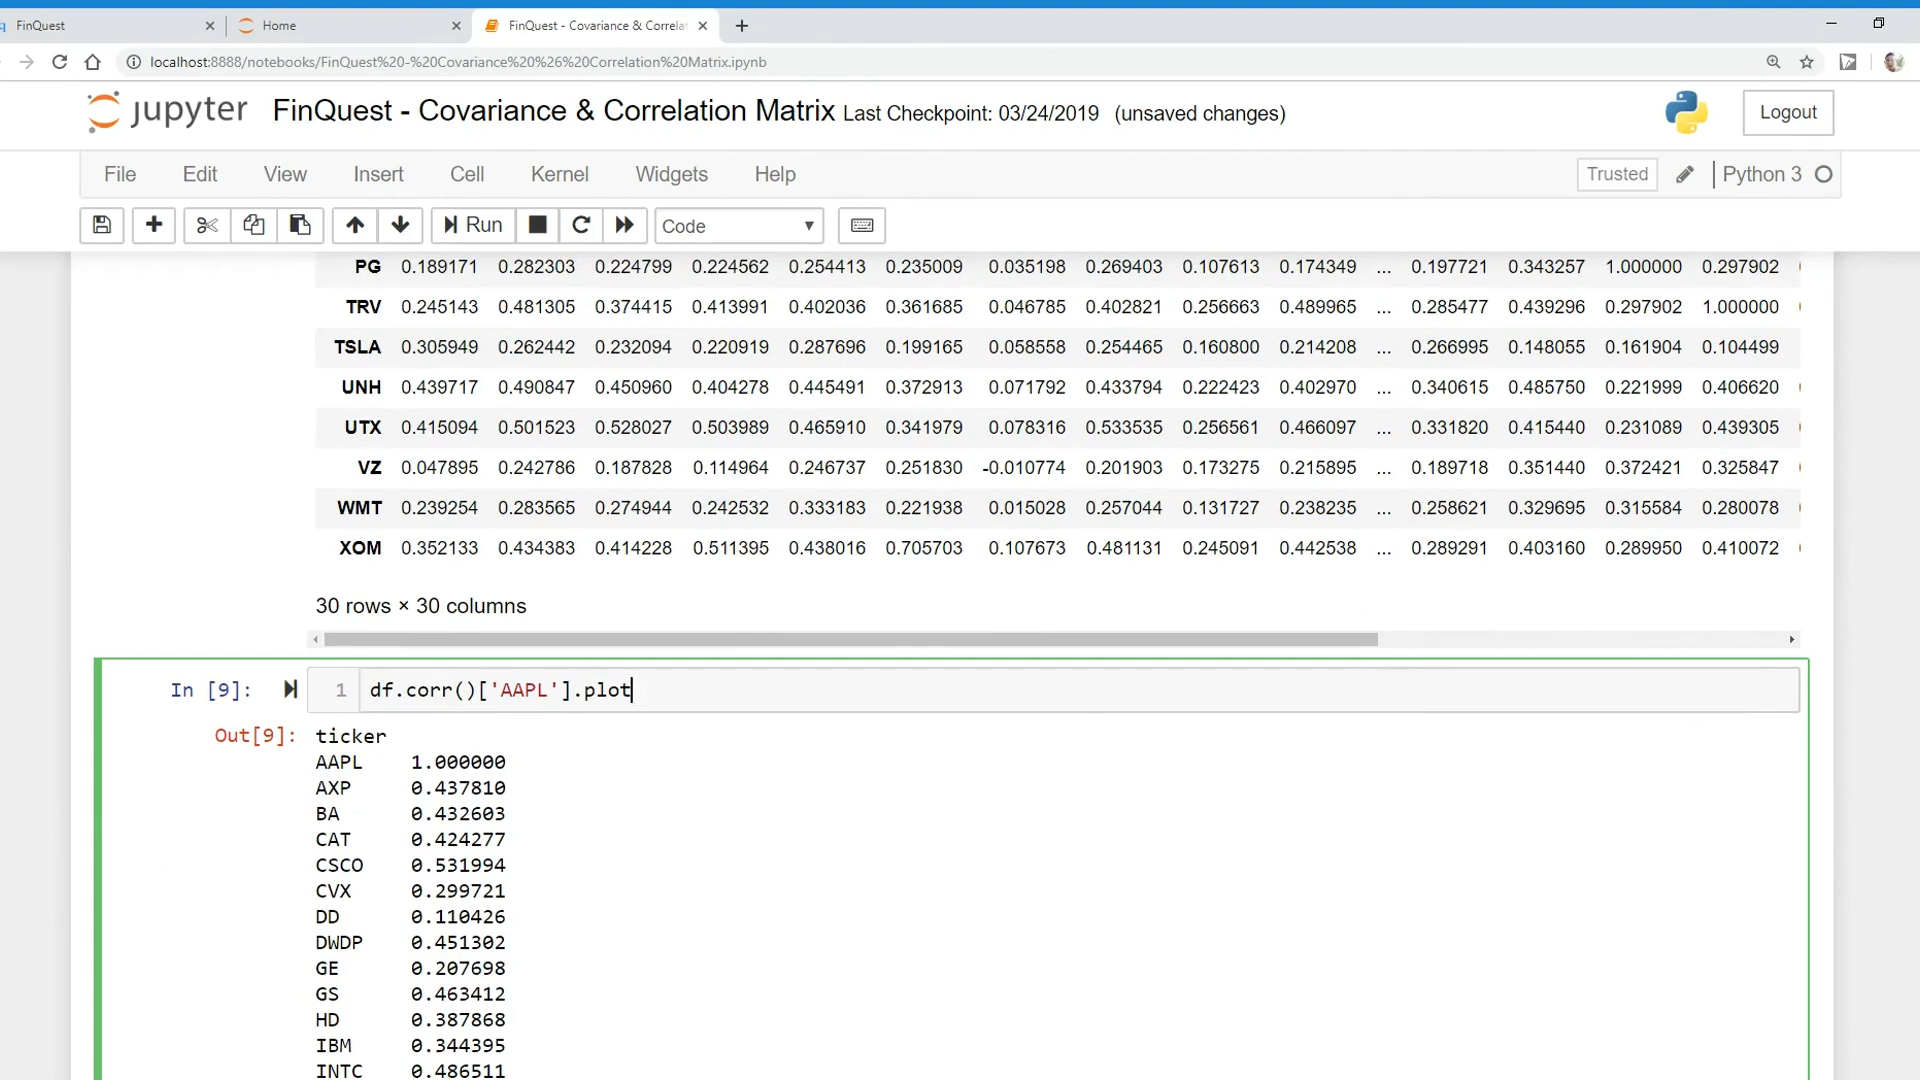 FinQuest Home FinQuest - Covariance & Correlat
localhost:8888/notebooks/FinQuest%20-%20Covariance%20%26%20Correlation%20Matrix.ipynb
jupyter FinQuest - Covariance & Correlation Matrix Last Checkpoint: 03/24/2019 (unsaved changes) Logout
File Edit View Insert Cell Kernel Widgets Help Trusted Python 3
Run Code
PG 0.189171 0.282303 0.224799 0.224562 0.254413 0.235009 0.035198 0.269403 0.107613 0.174349 ... 0.197721 0.343257 1.000000 0.297902
TRV 0.245143 0.481305 0.374415 0.413991 0.402036 0.361685 0.046785 0.402821 0.256663 0.489965 ... 0.285477 0.439296 0.297902 1.000000
TSLA 0.305949 0.262442 0.232094 0.220919 0.287696 0.199165 0.058558 0.254465 0.160800 0.214208 ... 0.266995 0.148055 0.161904 0.104499
UNH 0.439717 0.490847 0.450960 0.404278 0.445491 0.372913 0.071792 0.433794 0.222423 0.402970 ... 0.340615 0.485750 0.221999 0.406620
UTX 0.415094 0.501523 0.528027 0.503989 0.465910 0.341979 0.078316 0.533535 0.256561 0.466097 ... 0.331820 0.415440 0.231089 0.439305
VZ 0.047895 0.242786 0.187828 0.114964 0.246737 0.251830 -0.010774 0.201903 0.173275 0.215895 ... 0.189718 0.351440 0.372421 0.325847
WMT 0.239254 0.283565 0.274944 0.242532 0.333183 0.221938 0.015028 0.257044 0.131727 0.238235 ... 0.258621 0.329695 0.315584 0.280078
XOM 0.352133 0.434383 0.414228 0.511395 0.438016 0.705703 0.107673 0.481131 0.245091 0.442538 ... 0.289291 0.403160 0.289950 0.410072
30 rows × 30 columns
In [9]: 1 df.corr()['AAPL'].plot
Out[9]: ticker
AAPL 1.000000
AXP 0.437810
BA 0.432603
CAT 0.424277
CSCO 0.531994
CVX 0.299721
DD 0.110426
DWDP 0.451302
GE 0.207698
GS 0.463412
HD 0.387868
IBM 0.344395
INTC 0.486511